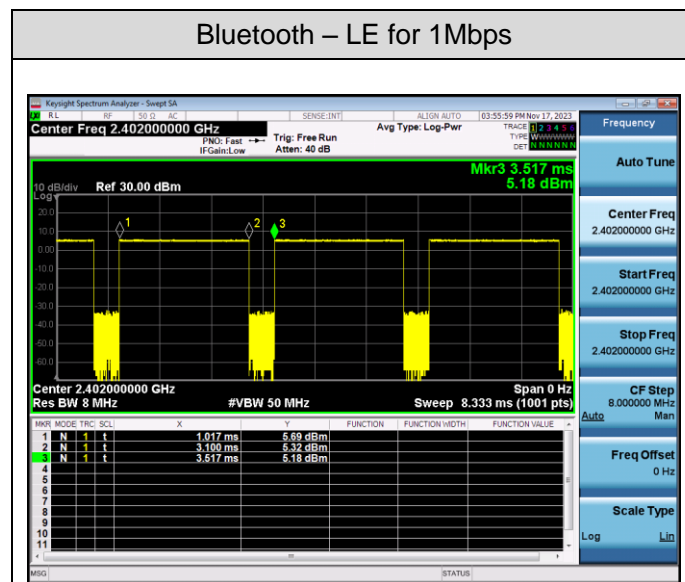 Bluetooth – LE for 1Mbps
Keysight Spectrum Analyzer - Swept SA
RL RF 50 Ω AC SENSE:INT ALIGN AUTO 03:55:59 PM Nov 17, 2023
Center Freq 2.402000000 GHz
PNO: Fast
IFGain:Low
Trig: Free Run
Atten: 40 dB
Avg Type: Log-Pwr
TRACE 1 2 3 4 5 6
TYPE WWWWWW
DET N N N N N N
Mkr3 3.517 ms
5.18 dBm
10 dB/div Ref 30.00 dBm
Log
20.0
0.00
-10.0
-20.0
-30.0
-40.0
-50.0
-60.0
1
2
3
Center 2.402000000 GHz Span 0 Hz
Res BW 8 MHz #VBW 50 MHz Sweep 8.333 ms (1001 pts)
MKR MODE TRC SCL X Y FUNCTION FUNCTION WIDTH FUNCTION VALUE
1 N 1 t 1.017 ms 5.69 dBm
2 N 1 t 3.100 ms 5.32 dBm
3 N 1 t 3.517 ms 5.18 dBm
4
5
6
7
8
9
10
11
MSG STATUS
Frequency
Auto Tune
Center Freq
2.402000000 GHz
Start Freq
2.402000000 GHz
Stop Freq
2.402000000 GHz
CF Step
8.000000 MHz
Auto Man
Freq Offset
0 Hz
Scale Type
Log Lin